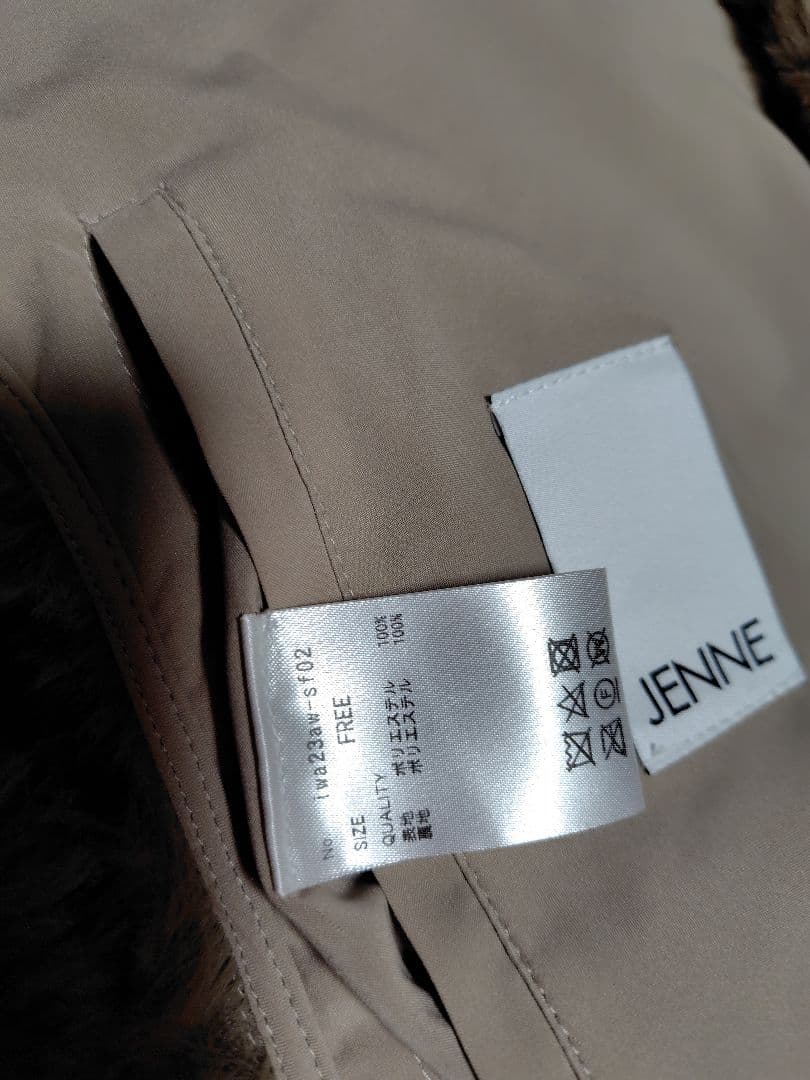 No. iwa23aw-sf02
SIZE FREE
QUALITY
表地 ポリエステル 100%
裏地 ポリエステル 100%
F W
JENNE